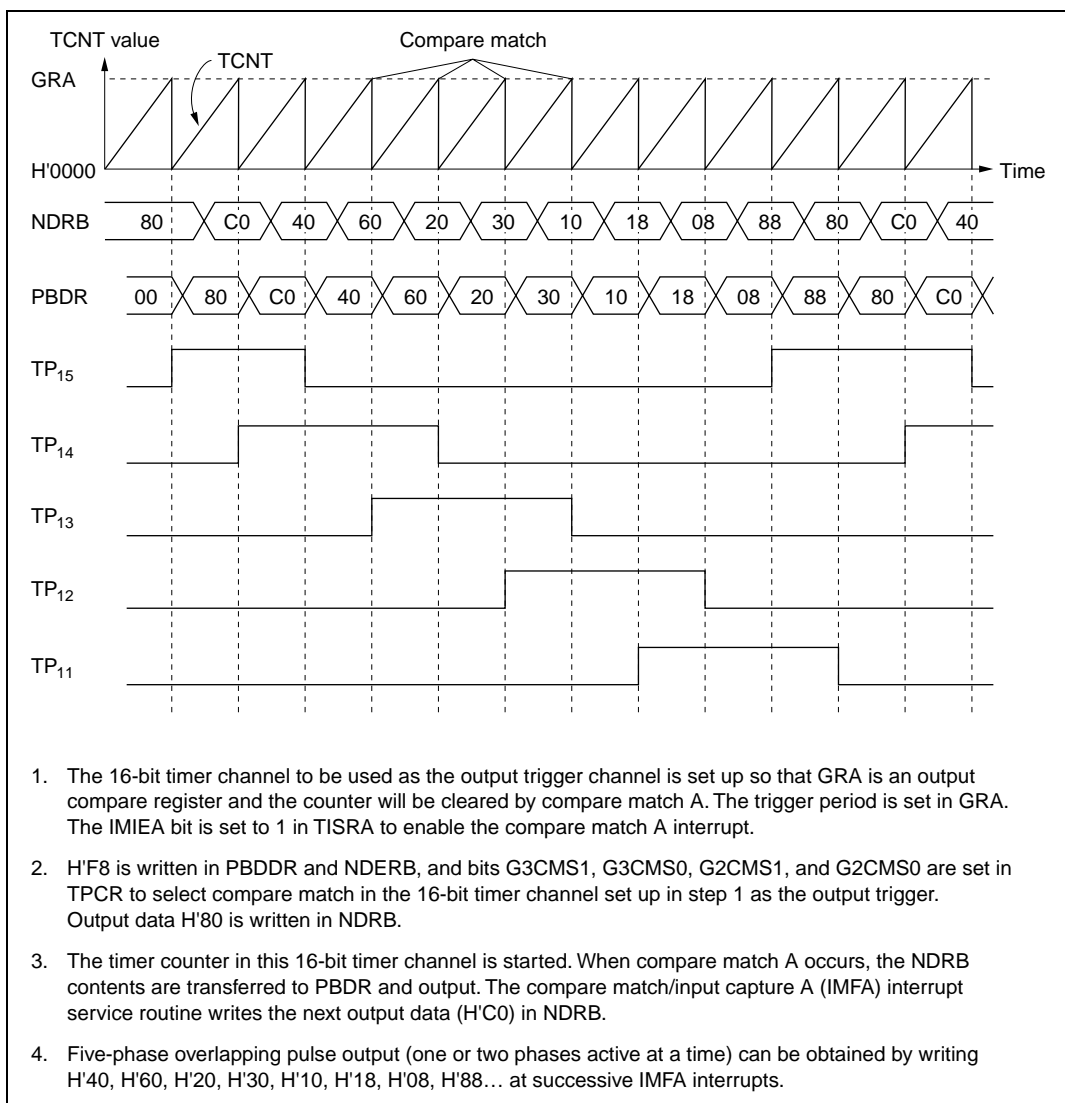 TCNT value
Compare match
TCNT
GRA
H'0000
Time
NDRB 80 C0 40 60 20 30 10 18 08 88 80 C0 40
PBDR 00 80 C0 40 60 20 30 10 18 08 88 80 C0
TP15
TP14
TP13
TP12
TP11
1. The 16-bit timer channel to be used as the output trigger channel is set up so that GRA is an output
compare register and the counter will be cleared by compare match A. The trigger period is set in GRA.
The IMIEA bit is set to 1 in TISRA to enable the compare match A interrupt.
2. H'F8 is written in PBDDR and NDERB, and bits G3CMS1, G3CMS0, G2CMS1, and G2CMS0 are set in
TPCR to select compare match in the 16-bit timer channel set up in step 1 as the output trigger.
Output data H'80 is written in NDRB.
3. The timer counter in this 16-bit timer channel is started. When compare match A occurs, the NDRB
contents are transferred to PBDR and output. The compare match/input capture A (IMFA) interrupt
service routine writes the next output data (H'C0) in NDRB.
4. Five-phase overlapping pulse output (one or two phases active at a time) can be obtained by writing
H'40, H'60, H'20, H'30, H'10, H'18, H'08, H'88… at successive IMFA interrupts.